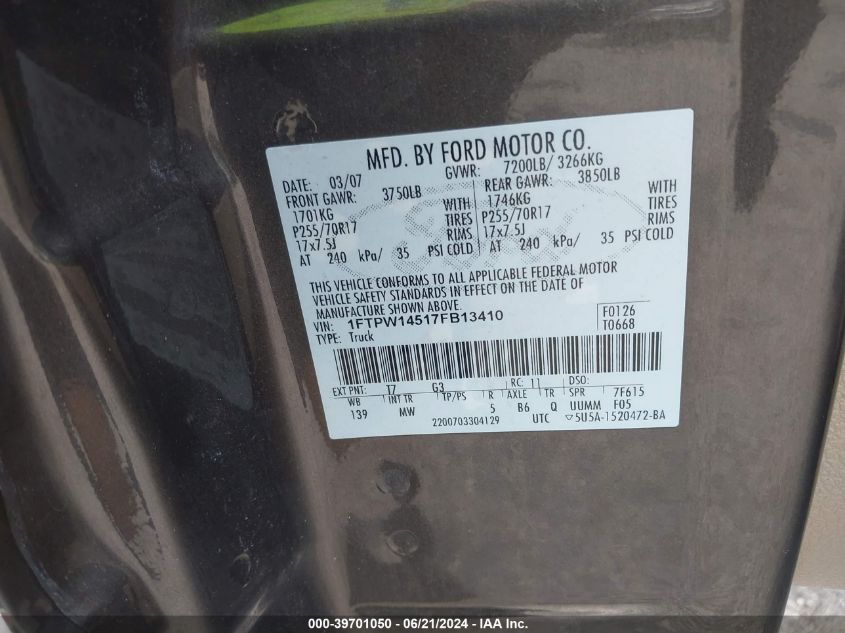 MFD. BY FORD MOTOR CO.
DATE: 03/07 GVWR: 7200LB/ 3266KG
FRONT GAWR: 3750LB REAR GAWR: 3850LB
1701KG WITH 1746KG WITH
P255/70R17 TIRES P255/70R17 TIRES
17x7.5J RIMS 17x7.5J RIMS
AT 240 kPa/ 35 PSI COLD AT 240 kPa/ 35 PSI COLD
THIS VEHICLE CONFORMS TO ALL APPLICABLE FEDERAL MOTOR
VEHICLE SAFETY STANDARDS IN EFFECT ON THE DATE OF
MANUFACTURE SHOWN ABOVE.
VIN: 1FTPW14517FB13410 F0126
TYPE: Truck T0668
EXT PNT: T7 G3 RC: 11 DSO:
WB INT TR TP/PS R AXLE TR SPR 7F615
139 MW 5 B6 Q UUMM F05
2200703304129 UTC ▽5U5A-1520472-BA
000-39701050 - 06/21/2024 - IAA Inc.